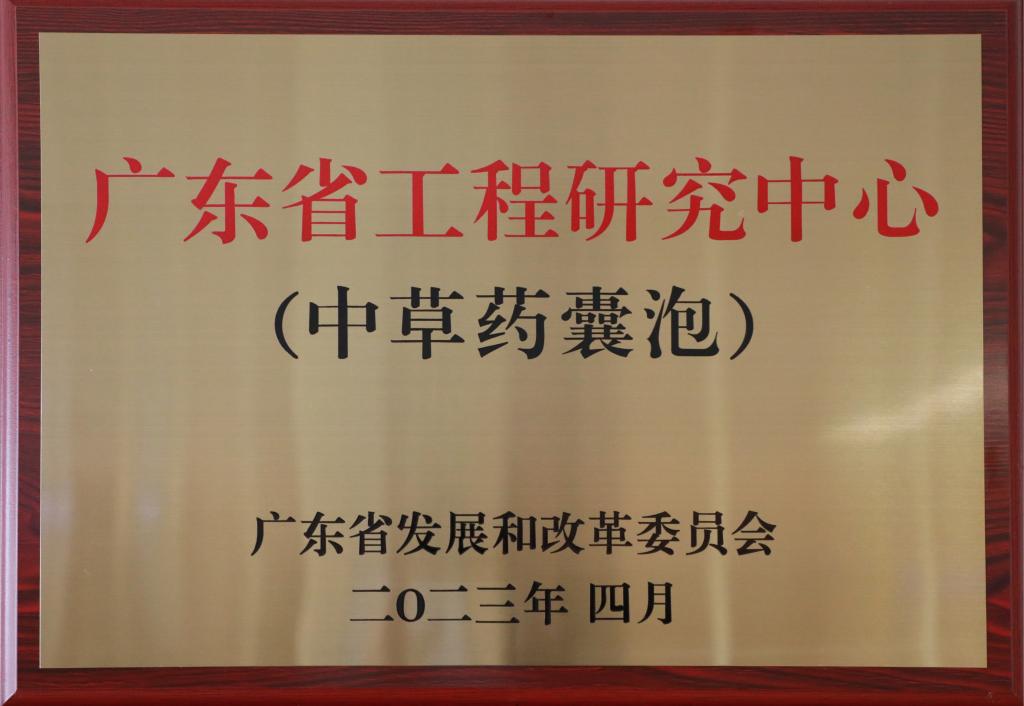 广东省工程研究中心
（中草药囊泡）
广东省发展和改革委员会
二0二三年 四月